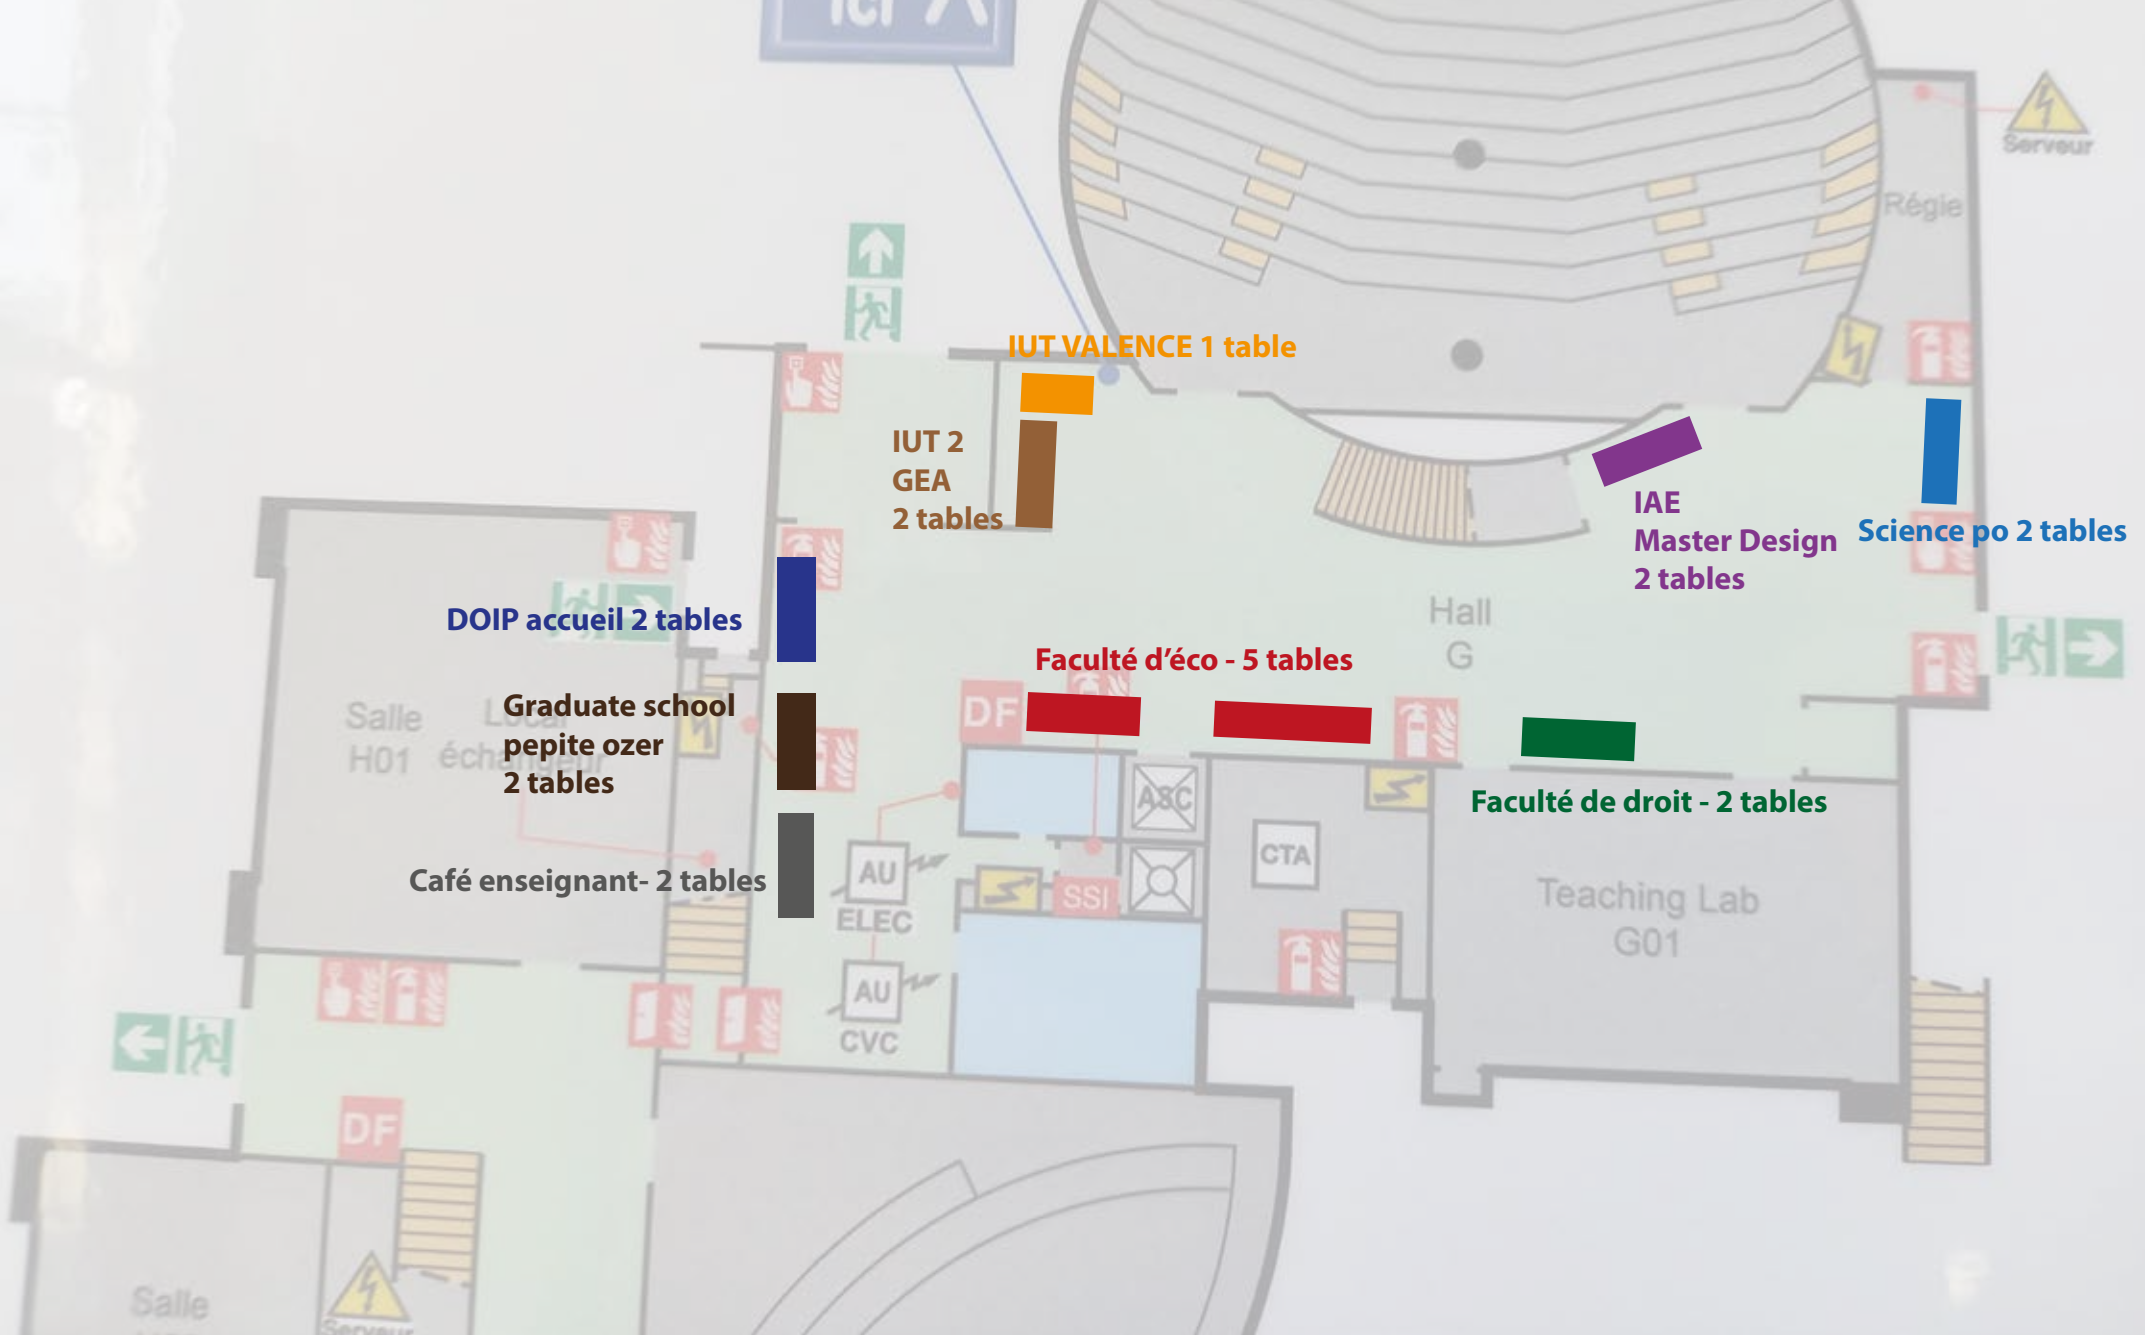 ici
Serveur
Régie
IUT VALENCE 1 table
IUT 2
GEA
2 tables
IAE
Master Design
2 tables
Science po 2 tables
DOIP accueil 2 tables
Hall
G
Faculté d'éco - 5 tables
Graduate school
pepite ozer
2 tables
Salle
H01
Local
échangeur
DF
ASC
Faculté de droit - 2 tables
CTA
Café enseignant- 2 tables
AU
ELEC
SSI
Teaching Lab
G01
AU
CVC
DF
Salle
Serveur